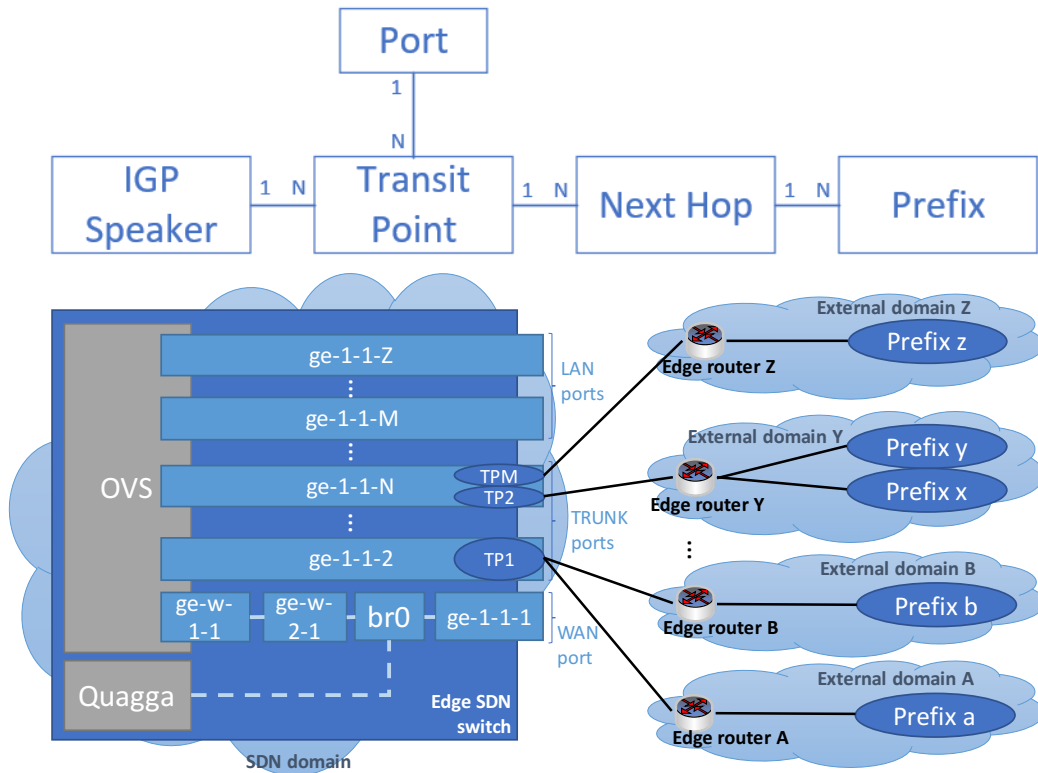 Port
1
N
IGP
Speaker
1 N
Transit
Point
1 N
Next Hop
1 N
Prefix
OVS
ge-1-1-Z
...
ge-1-1-M
...
ge-1-1-N
TPM
TP2
...
ge-1-1-2
TP1
ge-w-
1-1
ge-w-
2-1
br0
ge-1-1-1
Quagga
Edge SDN
switch
SDN domain
LAN
ports
TRUNK
ports
WAN
port
External domain Z
Prefix z
Edge router Z
External domain Y
Prefix y
Prefix x
Edge router Y
...
External domain B
Prefix b
Edge router B
External domain A
Prefix a
Edge router A